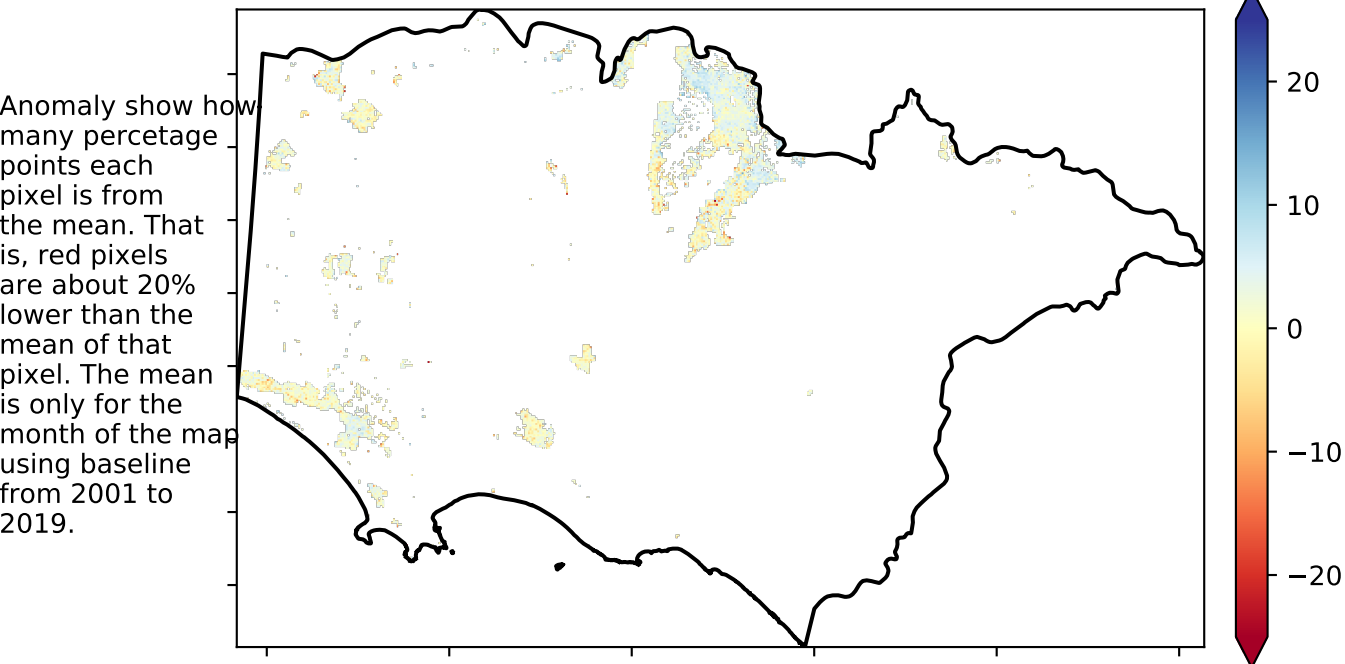 Anomaly show how
many percetage
points each
pixel is from
the mean. That
is, red pixels
are about 20%
lower than the
mean of that
pixel. The mean
is only for the
month of the map
using baseline
from 2001 to
2019.
20
10
0
−10
−20